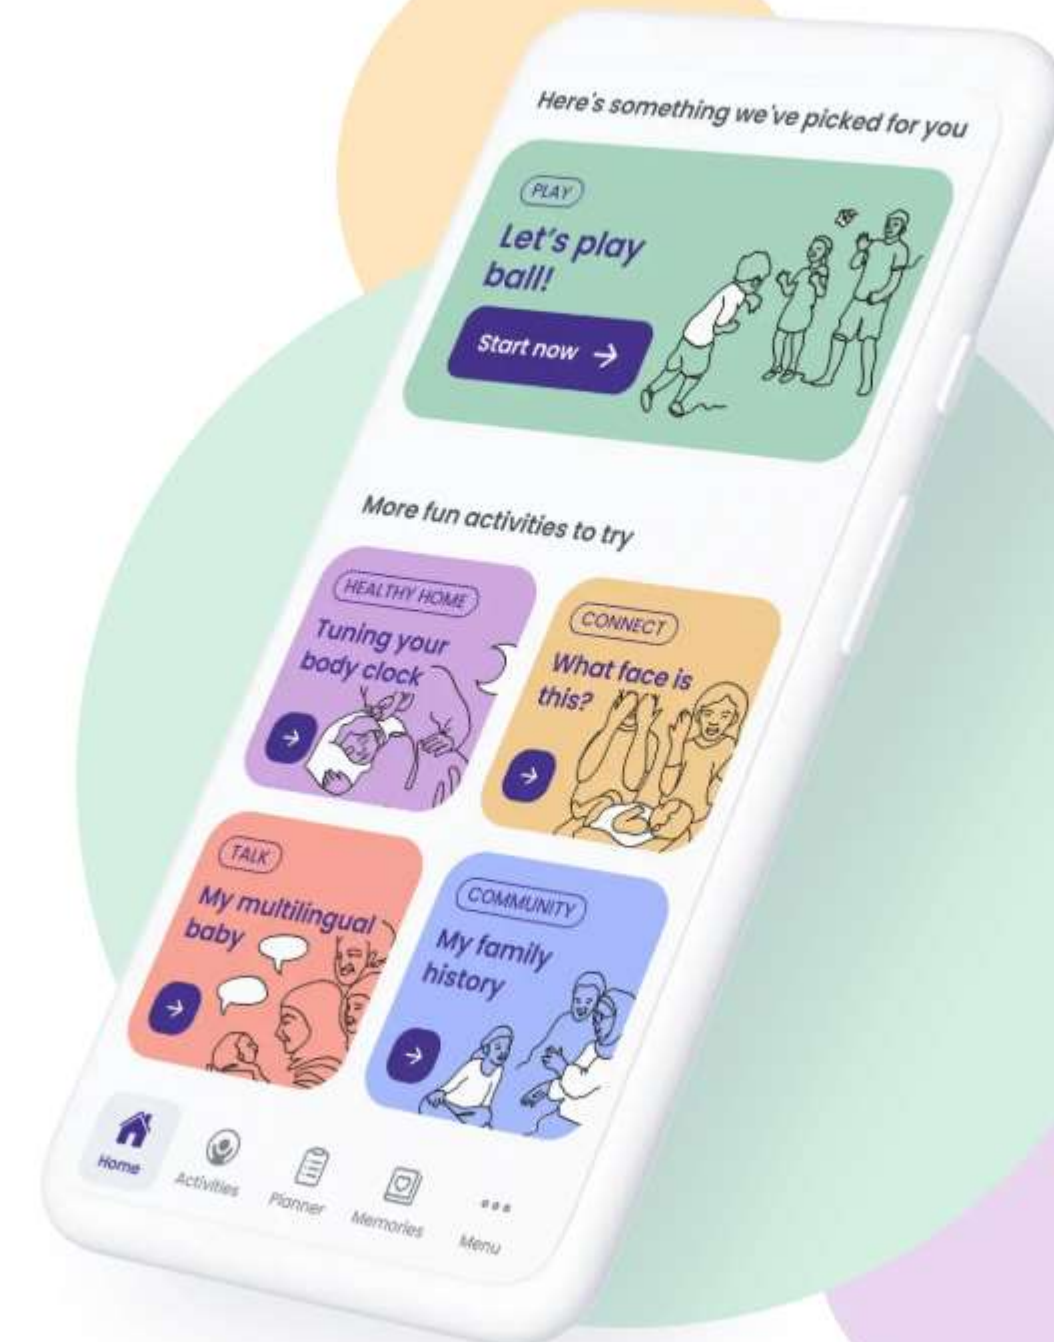 Here's something we've picked for you
PLAY
Let's play
ball!
Start now
More fun activities to try
HEALTHY HOME
Tuning your
body clock
CONNECT
What face is
this?
TALK
My multilingual
baby
COMMUNITY
My family
history
Home
Activities
Planner
Memories
Menu